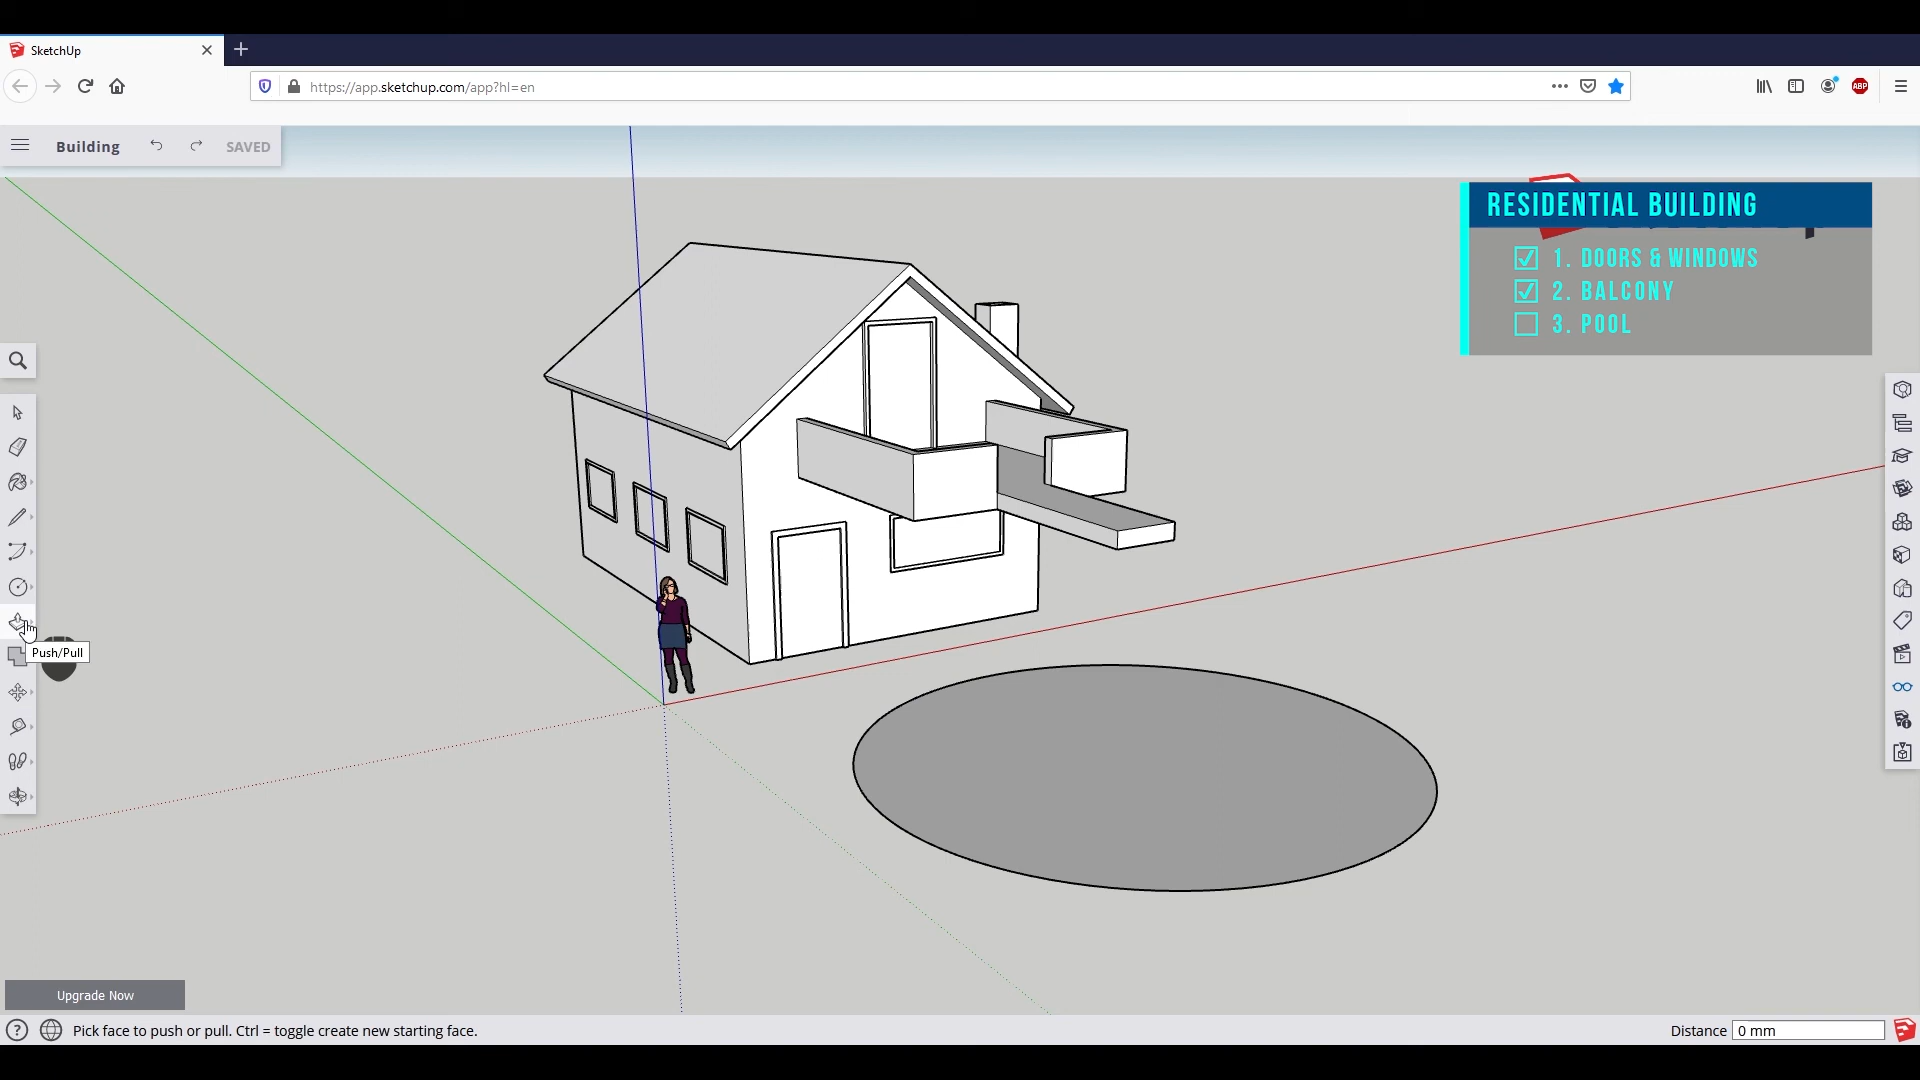 SketchUp
https://app.sketchup.com/app?hl=en
ABP
Building
SAVED
RESIDENTIAL BUILDING
1. DOORS & WINDOWS
2. BALCONY
3. POOL
Push/Pull
Upgrade Now
Pick face to push or pull. Ctrl = toggle create new starting face.
Distance 0 mm